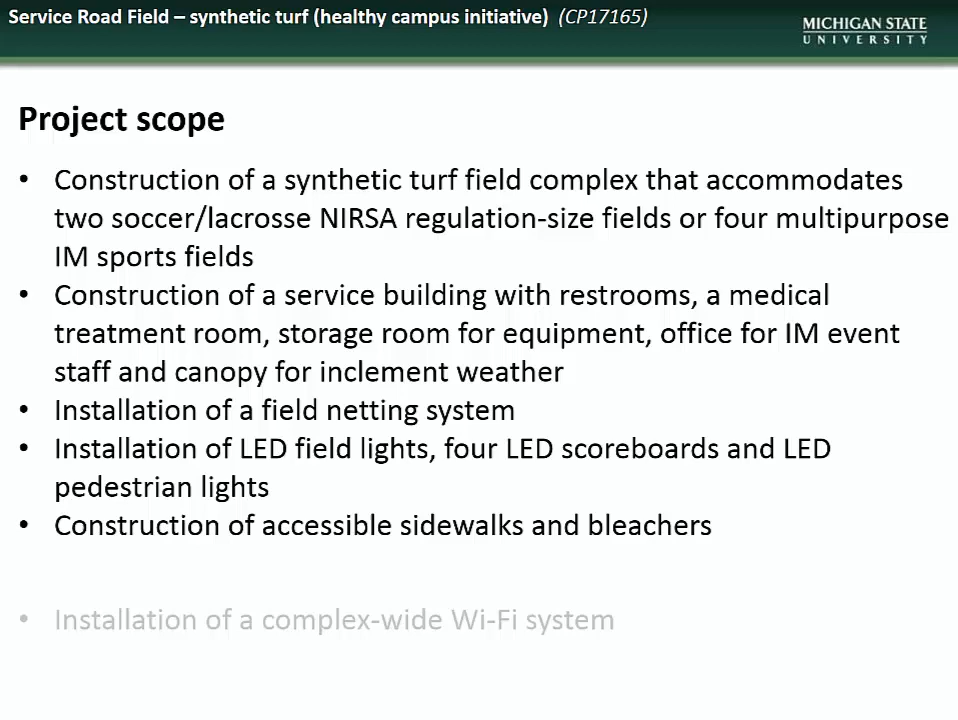 Service Road Field – synthetic turf (healthy campus initiative) (CP17165)
MICHIGAN STATE
UNIVERSITY
Project scope
• Construction of a synthetic turf field complex that accommodates
two soccer/lacrosse NIRSA regulation-size fields or four multipurpose
IM sports fields
• Construction of a service building with restrooms, a medical
treatment room, storage room for equipment, office for IM event
staff and canopy for inclement weather
• Installation of a field netting system
• Installation of LED field lights, four LED scoreboards and LED
pedestrian lights
• Construction of accessible sidewalks and bleachers
• Installation of a complex-wide Wi-Fi system